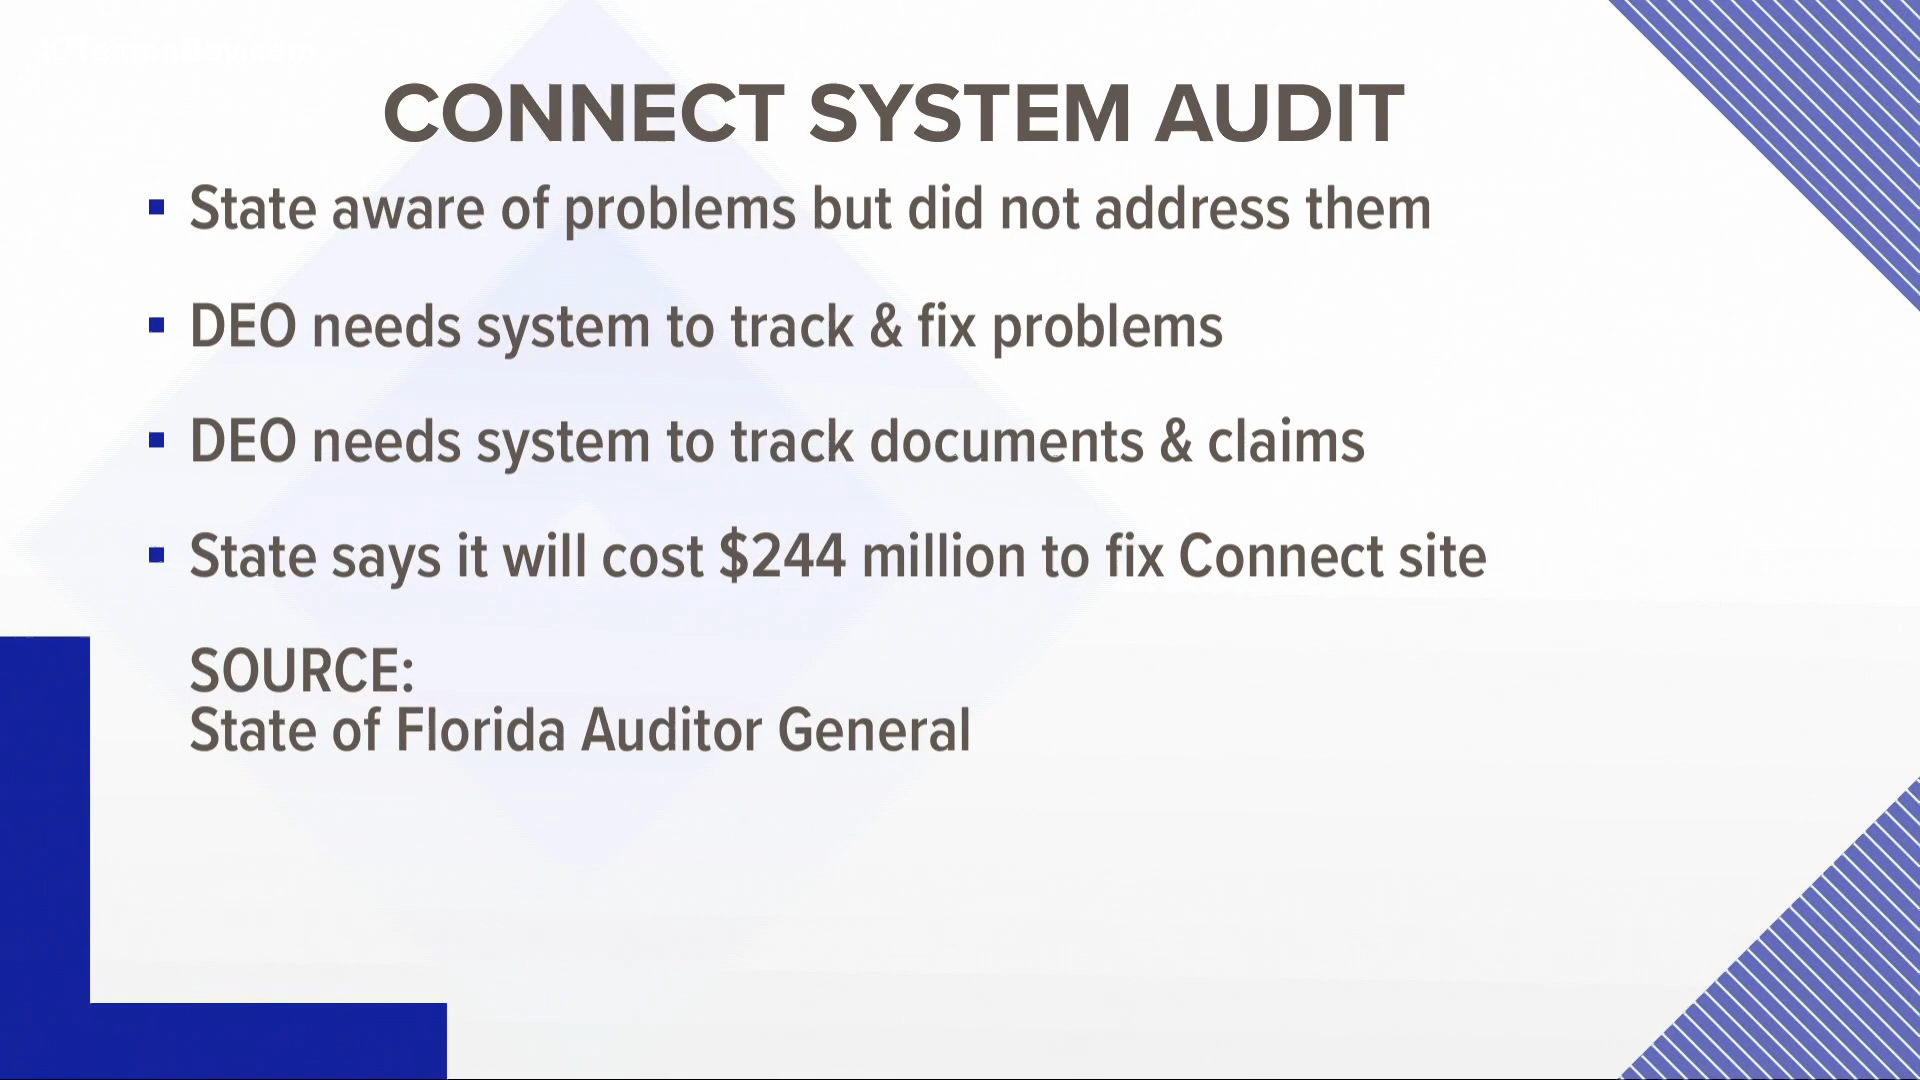 CONNECT SYSTEM AUDIT
▪ State aware of problems but did not address them
▪ DEO needs system to track & fix problems
▪ DEO needs system to track documents & claims
▪ State says it will cost $244 million to fix Connect site
SOURCE:
State of Florida Auditor General